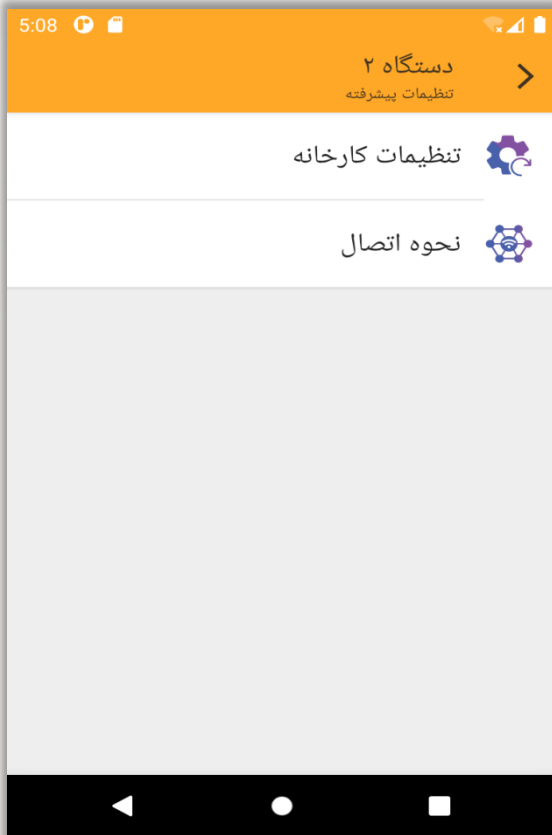 5:08
دستگاه ۲
تنظیمات پیشرفته
تنظیمات کارخانه
نحوه اتصال